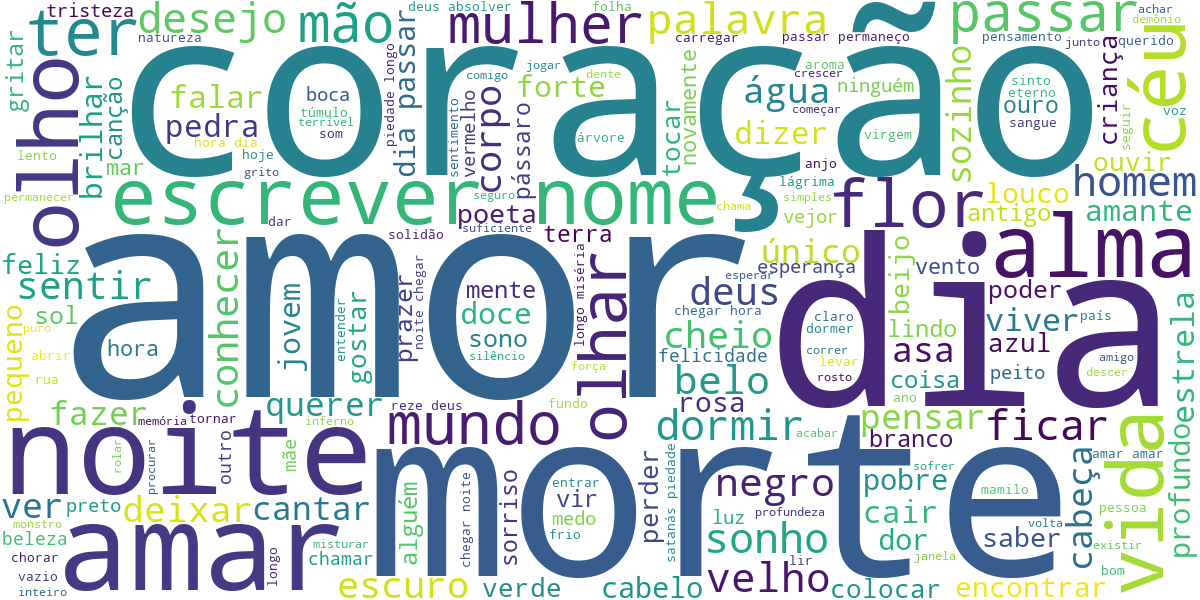 tristeza
deus absolver
folha
achar
demônio
ter
desejo
mão
mulher
palavra
passar
natureza
carregar
passar permaneço
pensamento
junto
querido
gritar
olho
coração
céu
brilhar
canção
falar
pedra
boca
túmulo
terrível
som
hora dia
hoje
grito
mar
lento
permanecer
piedade longo
dia passar
sentimento
comigo
vermelho
corpo
pássaro
jogar
forte
dente
árvore
tocar
novamente
aroma
crescer
ninguém
água
começar
dizer
virgem
anjo
sozinho
sinto
eterno
ouro
sangue
criança
seguir
voz
ouvir
escrever
nome
seguro
lágrima
simples
chama
vejor
flor
louco
antigo
homem
amante
dar
solidão
poeta
suficiente
terra
único
esperança
esperar
beijo
vento
alma
feliz
sentir
conhecer
amor
dia
deus
poder
sol
puro
pequeno
abrir
rua
hora
jovem
entender
gostar
prazer
noite chegar
mente
doce
sono
silêncio
longo miséria
olhar
força
chegar hora
cheio
felicidade
belo
claro
dormer
correr
levar
rosto
lindo
asa
coisa
ano
viver
azul
país
peito
amigo
descer
estrela
fazer
memória
tornar
querer
reze deus
fundo
rosa
mundo
dormir
acabar
pensar
branco
ficar
profundo
noite
rolar
procurar
outro
inferno
mãe
morte
perder
satanás piedade
negro
profundeza
sofrer
pobre
mamilo
amar amar
cabeça
vida
ver
preto
deixar
cantar
alguém
chegar noite
sorriso
entrar
vir
medo
frio
luz
cair
dor
saber
volta
pessoa
monstro
beleza
chorar
amar
longo
misturar
chamar
sonho
lir
janela
existir
bom
vazio
inteiro
escuro
verde
cabelo
velho
colocar
encontrar